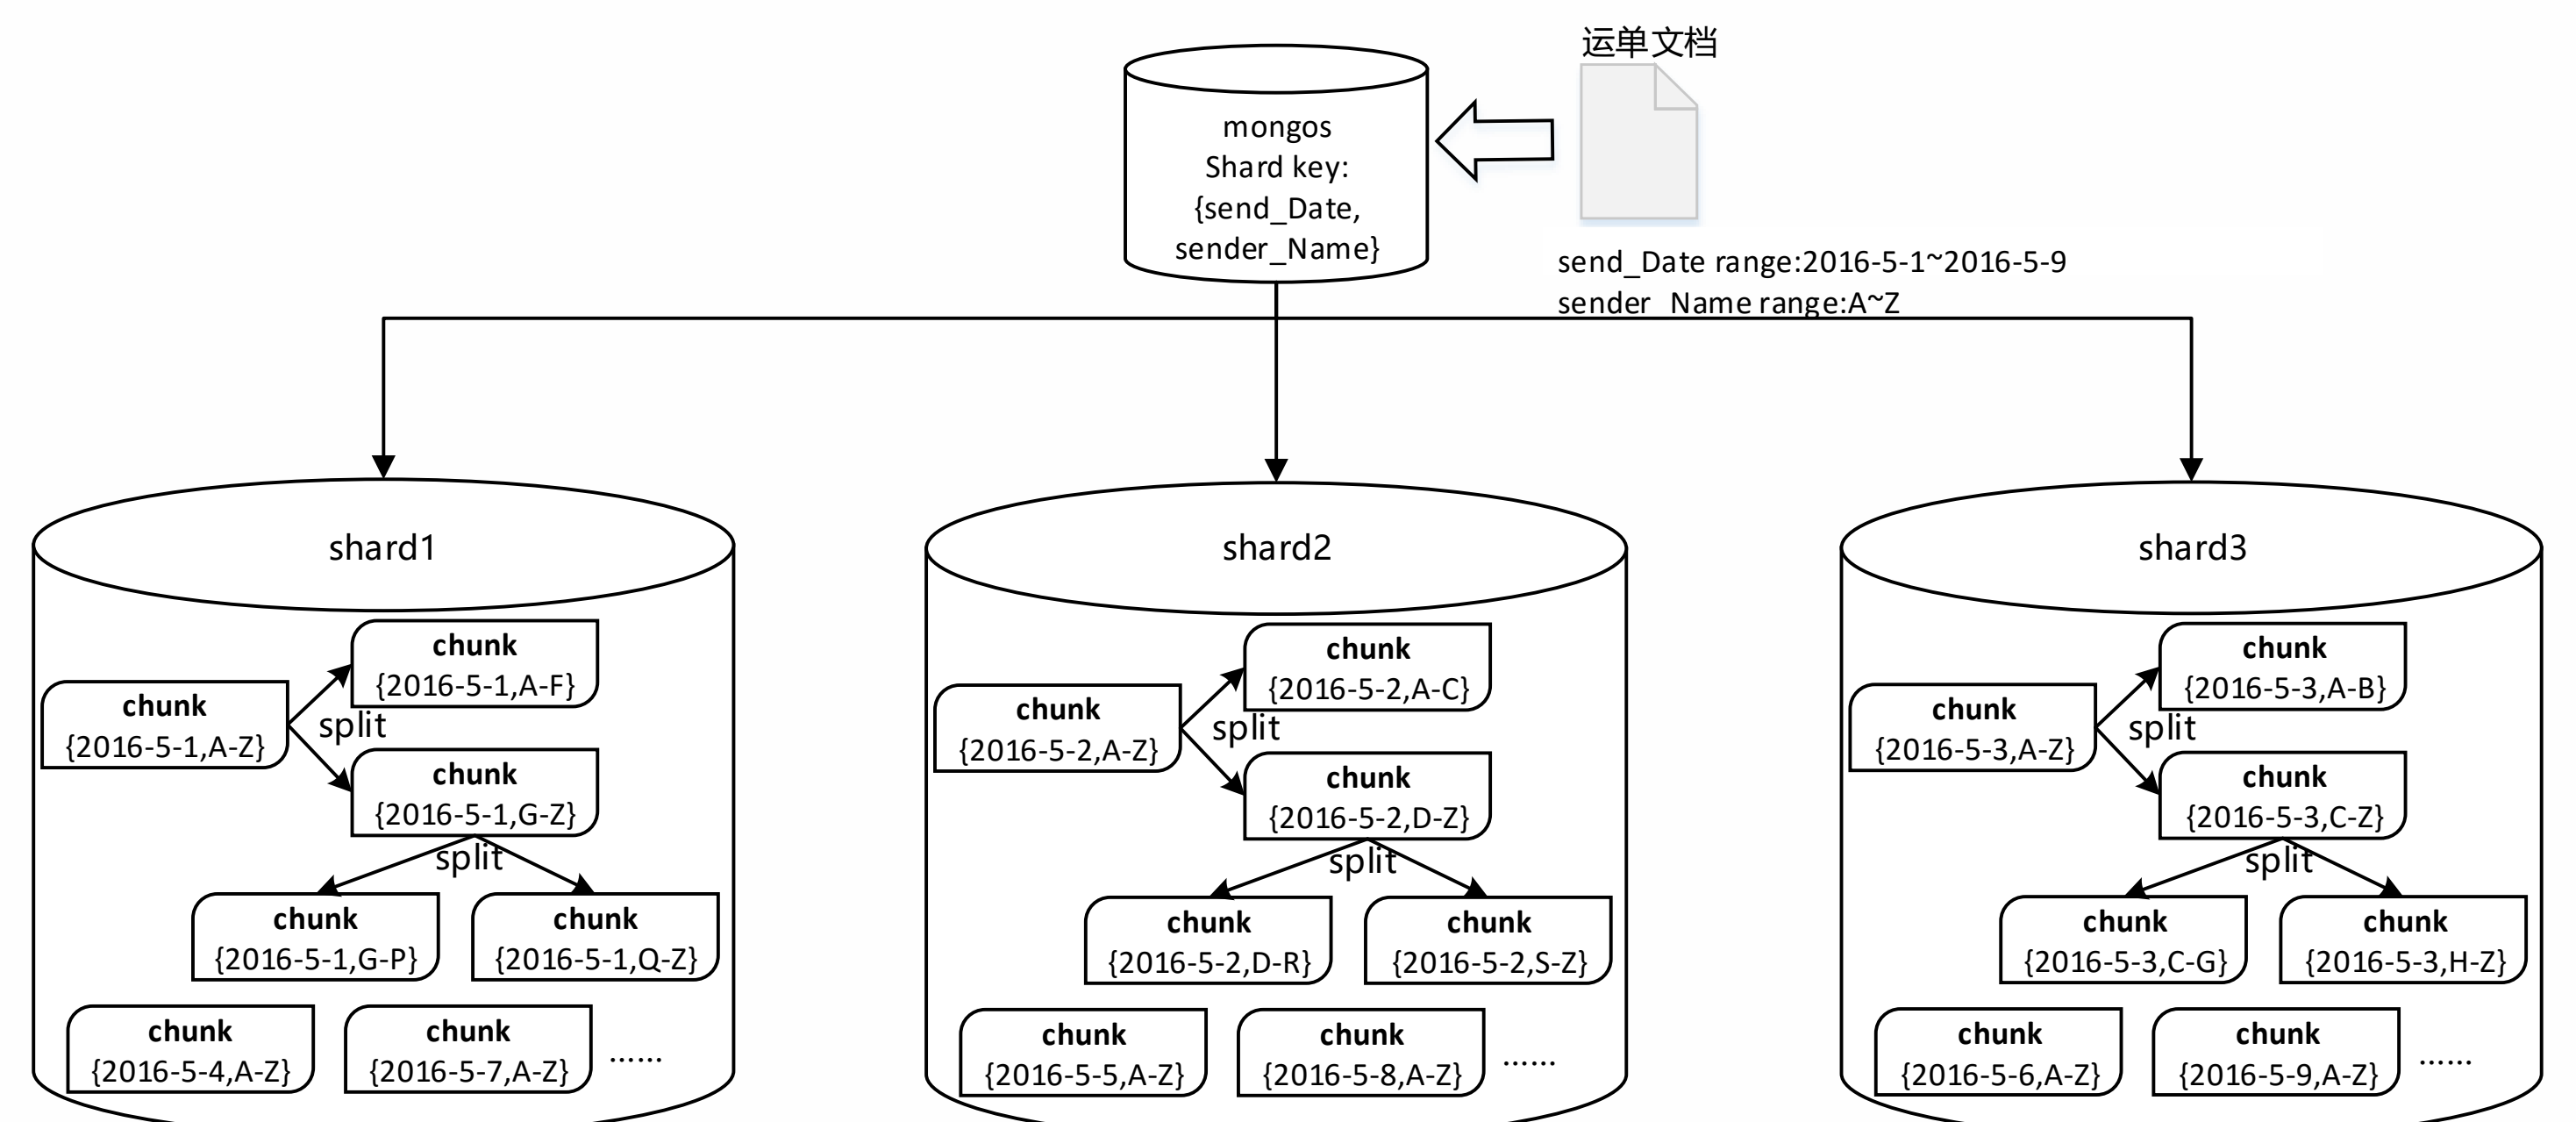 运单文档
mongos
Shard key:
{send_Date,
sender_Name}
send_Date range:2016-5-1~2016-5-9
sender_Name range:A~Z
shard1
chunk
{2016-5-1,A-F}
chunk
{2016-5-1,A-Z}
split
chunk
{2016-5-1,G-Z}
split
chunk
{2016-5-1,G-P}
chunk
{2016-5-1,Q-Z}
chunk
{2016-5-4,A-Z}
chunk
{2016-5-7,A-Z}
......
shard2
chunk
{2016-5-2,A-C}
chunk
{2016-5-2,A-Z}
split
chunk
{2016-5-2,D-Z}
split
chunk
{2016-5-2,D-R}
chunk
{2016-5-2,S-Z}
chunk
{2016-5-5,A-Z}
chunk
{2016-5-8,A-Z}
......
shard3
chunk
{2016-5-3,A-B}
chunk
{2016-5-3,A-Z}
split
chunk
{2016-5-3,C-Z}
split
chunk
{2016-5-3,C-G}
chunk
{2016-5-3,H-Z}
chunk
{2016-5-6,A-Z}
chunk
{2016-5-9,A-Z}
......